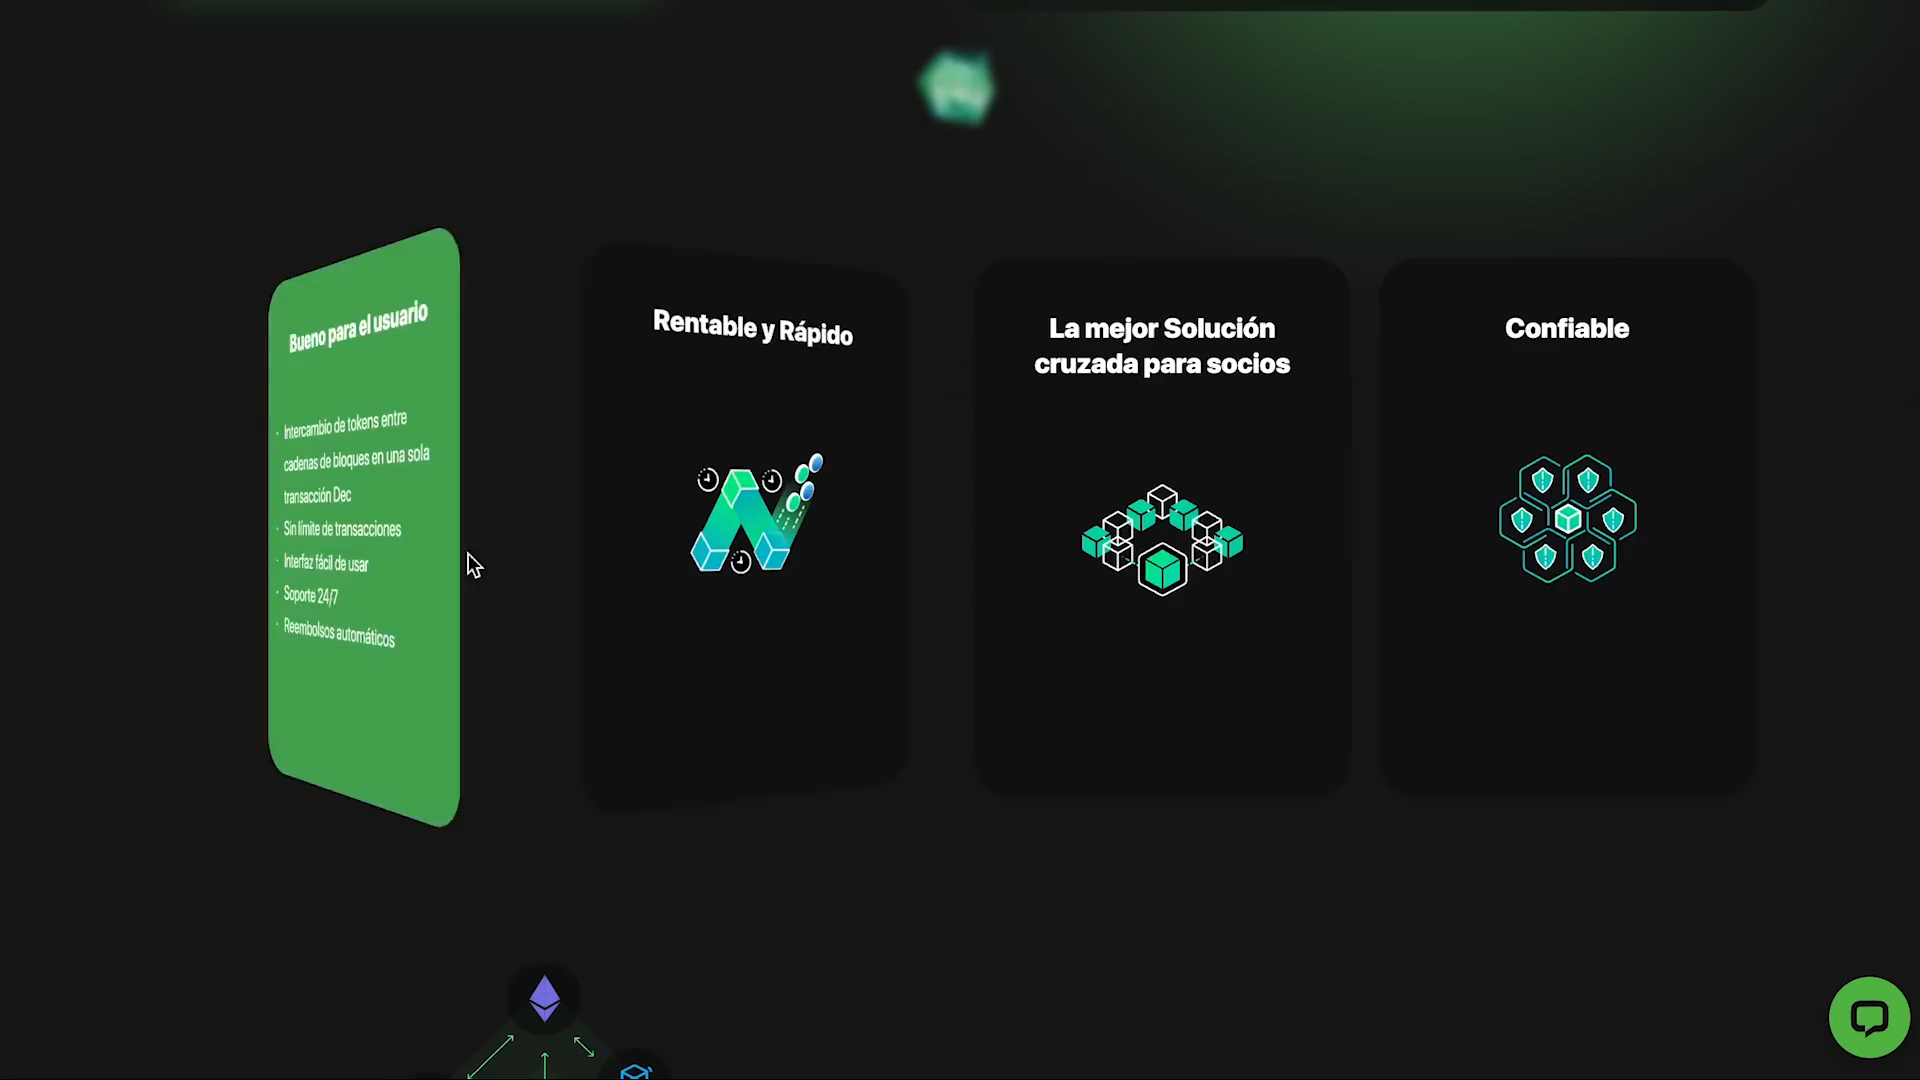 Bueno para el usuario
· Intercambio de tokens entre
cadenas de bloques en una sola
transacción Dec
· Sin límite de transacciones
· Interfaz fácil de usar
· Soporte 24/7
· Reembolsos automáticos
Rentable y Rápido
La mejor Solución
cruzada para socios
Confiable